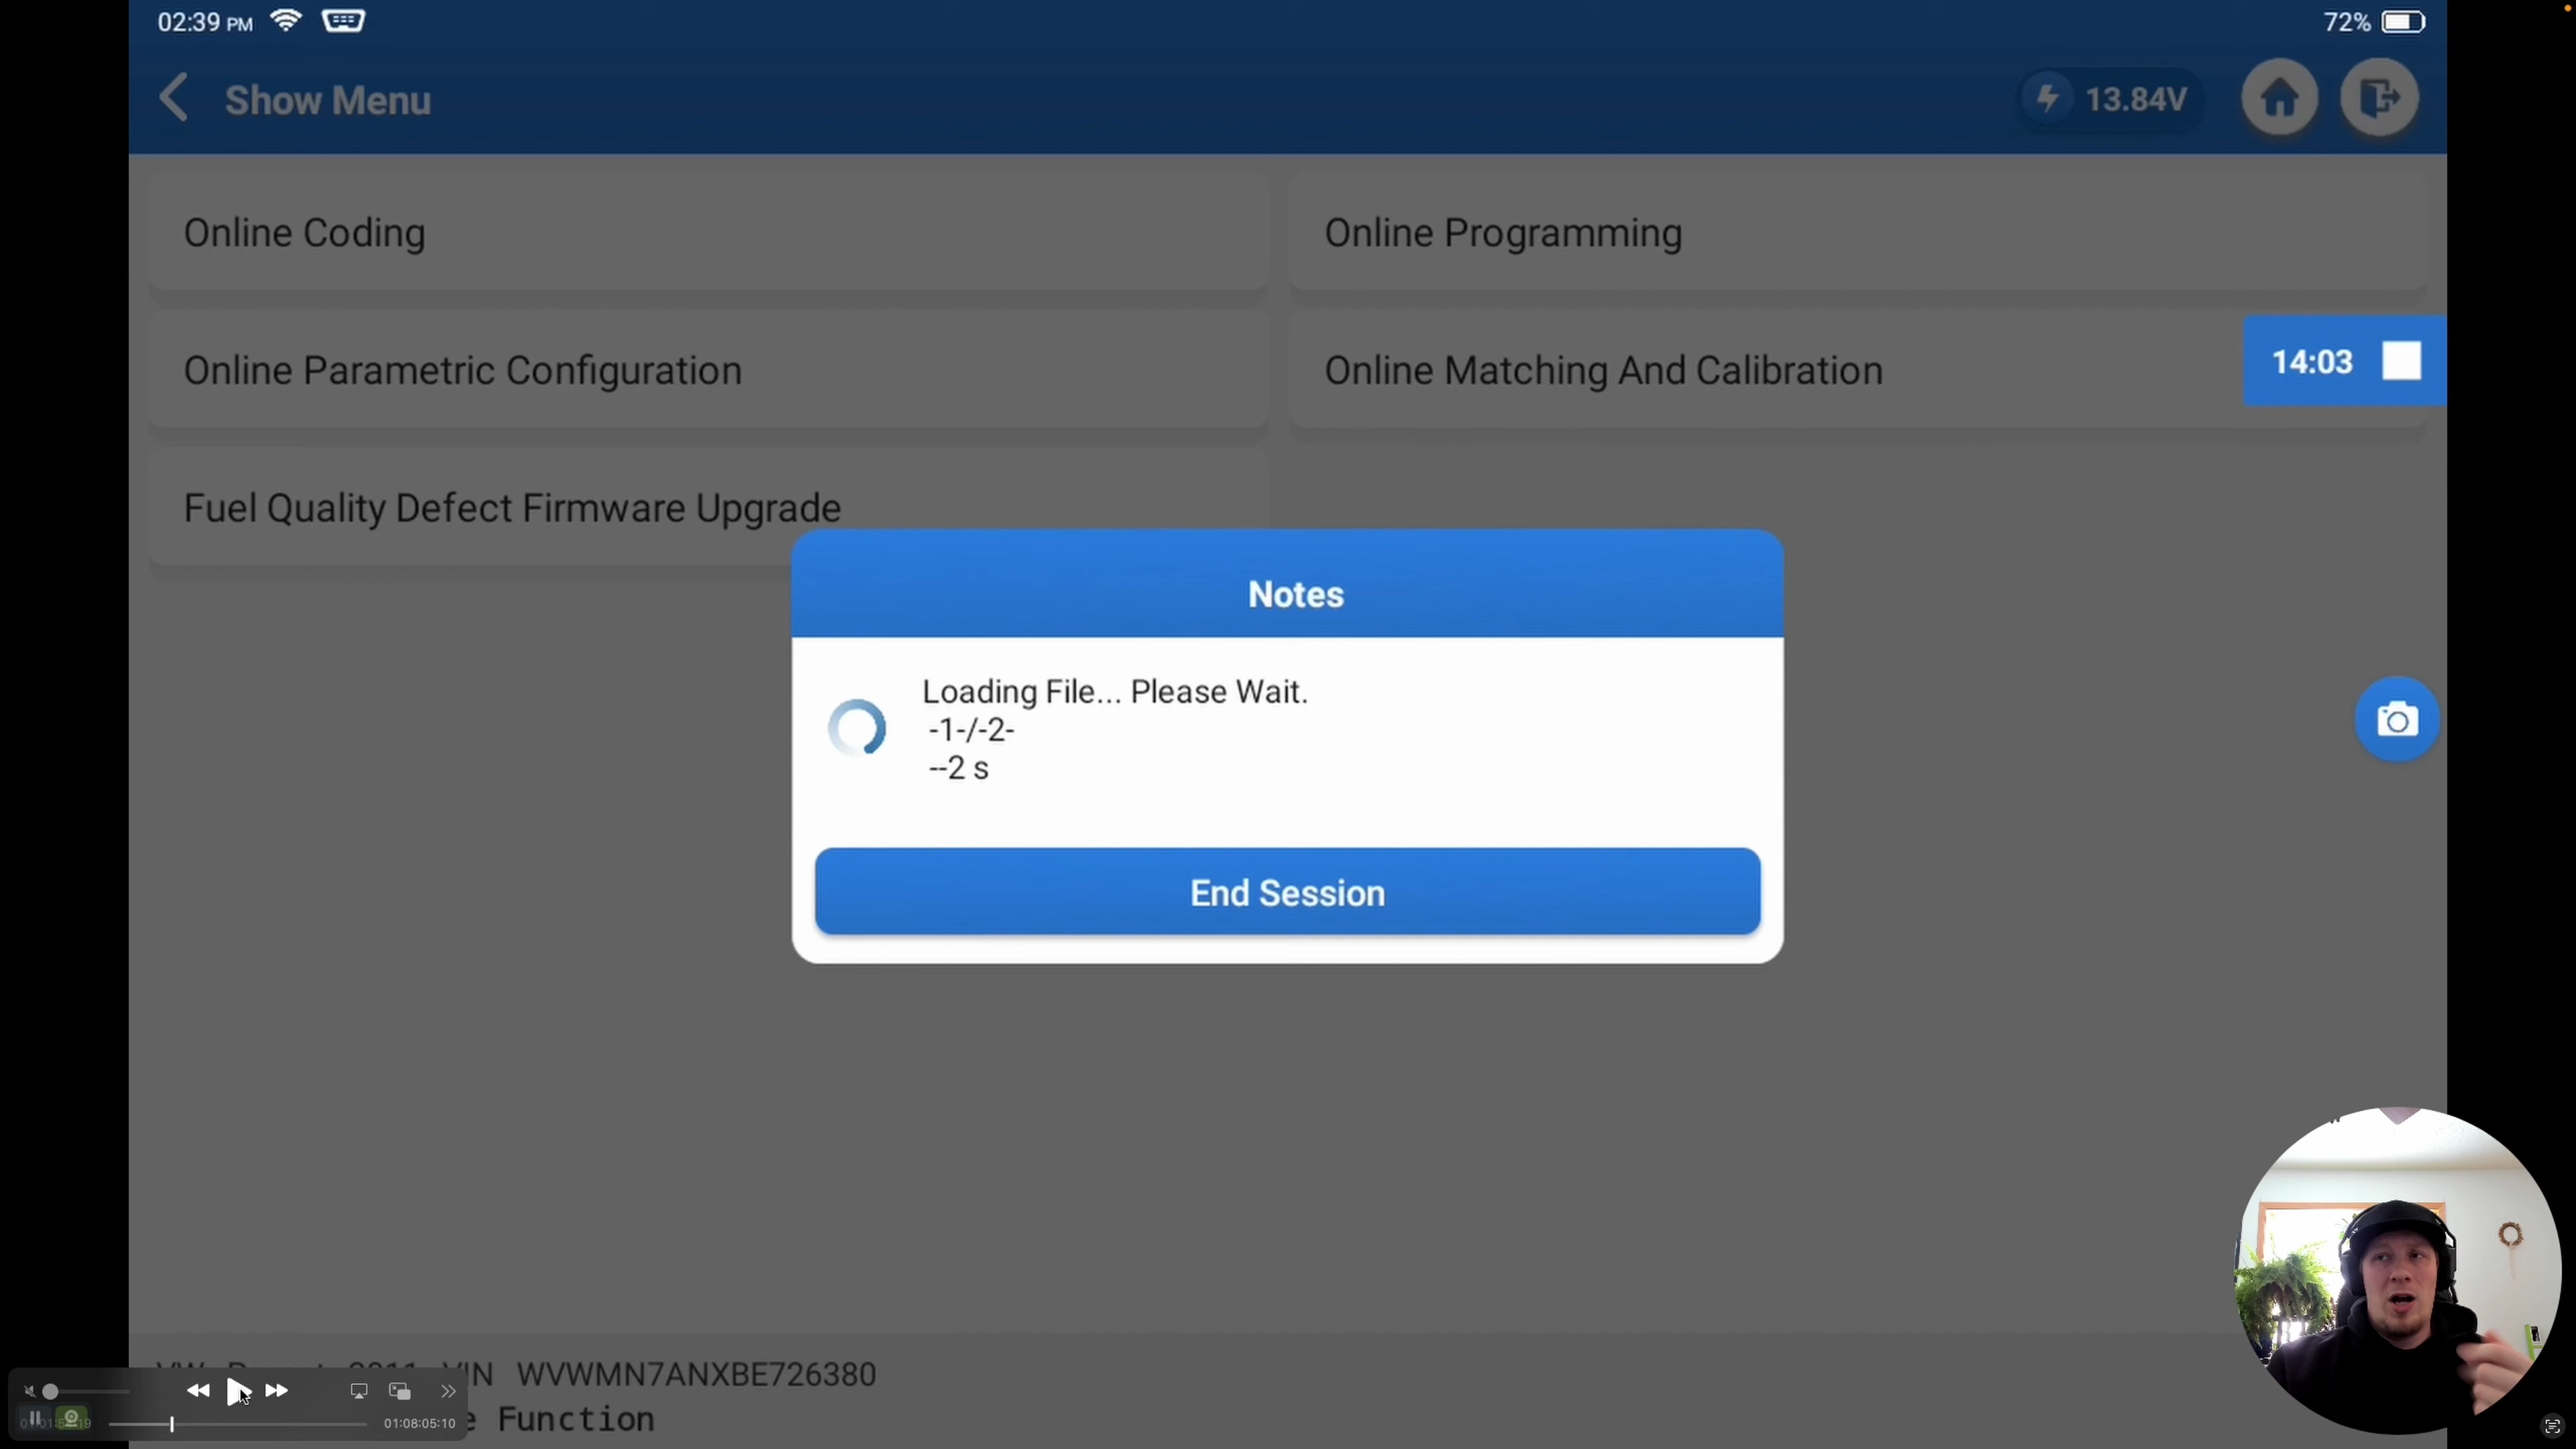 02:39 PM
72%
Show Menu
13.84V
Online Coding
Online Programming
Online Parametric Configuration
Online Matching And Calibration
14:03
Fuel Quality Defect Firmware Upgrade
Notes
Loading File... Please Wait.
-1-/-2-
--2 s
End Session
WVWMN7ANXBE726380
01:08:05:10
Function